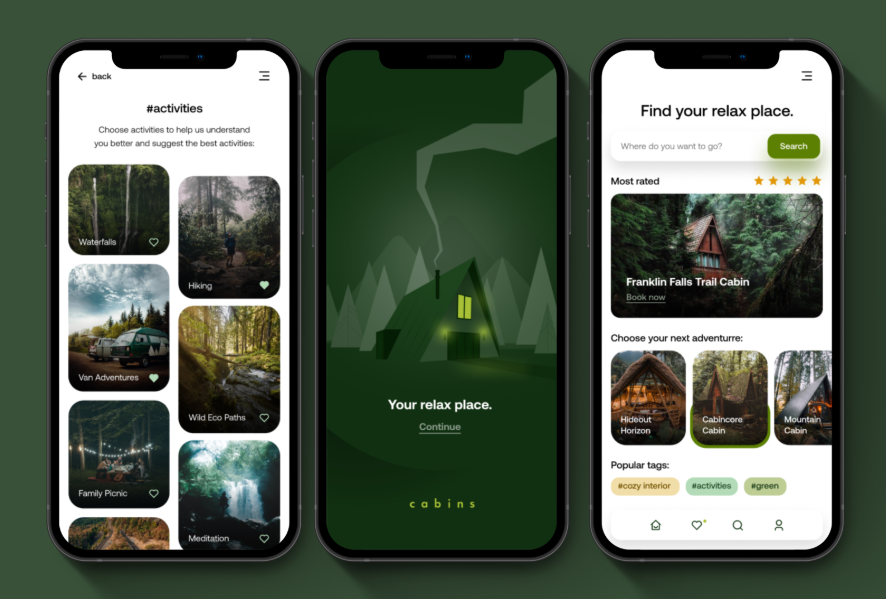 back
#activities
Choose activities to help us understand
you better and suggest the best activities:
Waterfalls
Hiking
Van Adventures
Wild Eco Paths
Family Picnic
Meditation
Your relax place.
Continue
cabins
Find your relax place.
Where do you want to go?
Search
Most rated
Franklin Falls Trail Cabin
Book now
Choose your next adventurre:
Hideout
Horizon
Cabincore
Cabin
Mountain
Cabin
Popular tags:
#cozy interior
#activities
#green